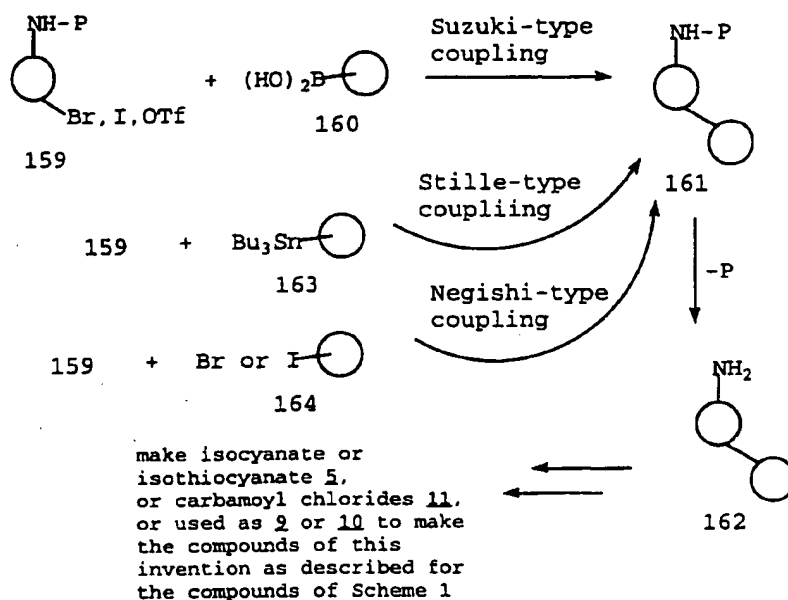 NH-P
Br, I, OTf
159
+
(HO)2B
160
Suzuki-type
coupling
NH-P
161
159 + Bu3Sn
163
Stille-type
coupliing
159 + Br or I
164
Negishi-type
coupling
-P
NH2
162
make isocyanate or
isothiocyanate 5,
or carbamoyl chlorides 11,
or used as 9 or 10 to make
the compounds of this
invention as described for
the compounds of Scheme 1